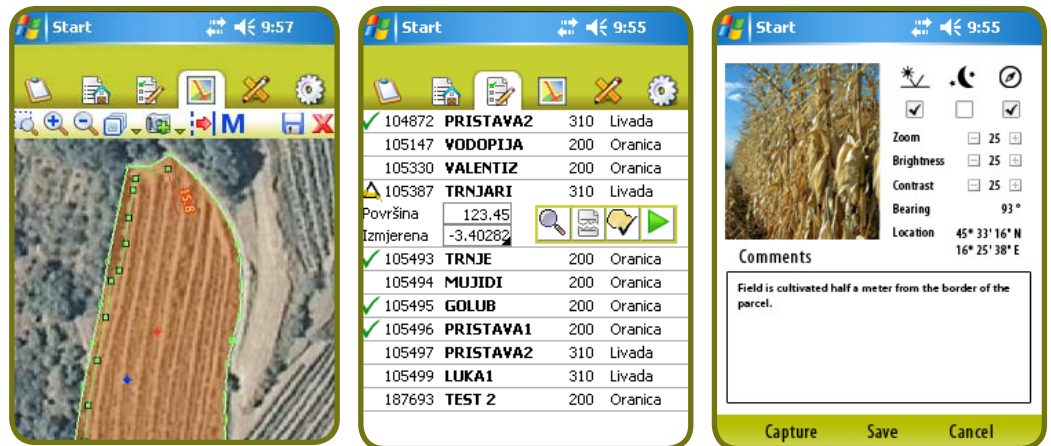 Start 9:57
M
15.8
Start 9:55
104872 PRISTAVA2 310 Livada
105147 VODOPIJA 200 Oranica
105330 VALENTIZ 200 Oranica
105387 TRNJARI 310 Livada
Površina 123.45
Izmjerena -3.40282
105493 TRNJE 200 Oranica
105494 MUJIDI 200 Oranica
105495 GOLUB 200 Oranica
105496 PRISTAVA1 200 Oranica
105497 PRISTAVA2 310 Livada
105499 LUKA1 310 Livada
187693 TEST 2 200 Oranica
Start 9:55
Zoom 25
Brightness 25
Contrast 25
Bearing 93°
Location 45° 33' 16" N
16° 25' 38" E
Comments
Field is cultivated half a meter from the border of the
parcel.
Capture Save Cancel